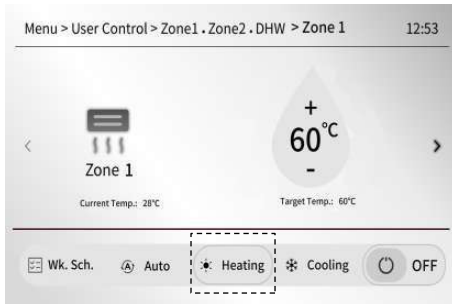 Menu > User Control > Zone1.Zone2.DHW > Zone 1 12:53
+
60°C
-
Zone 1
Current Temp.: 28°C Target Temp.: 60°C
Wk. Sch. Auto Heating Cooling OFF